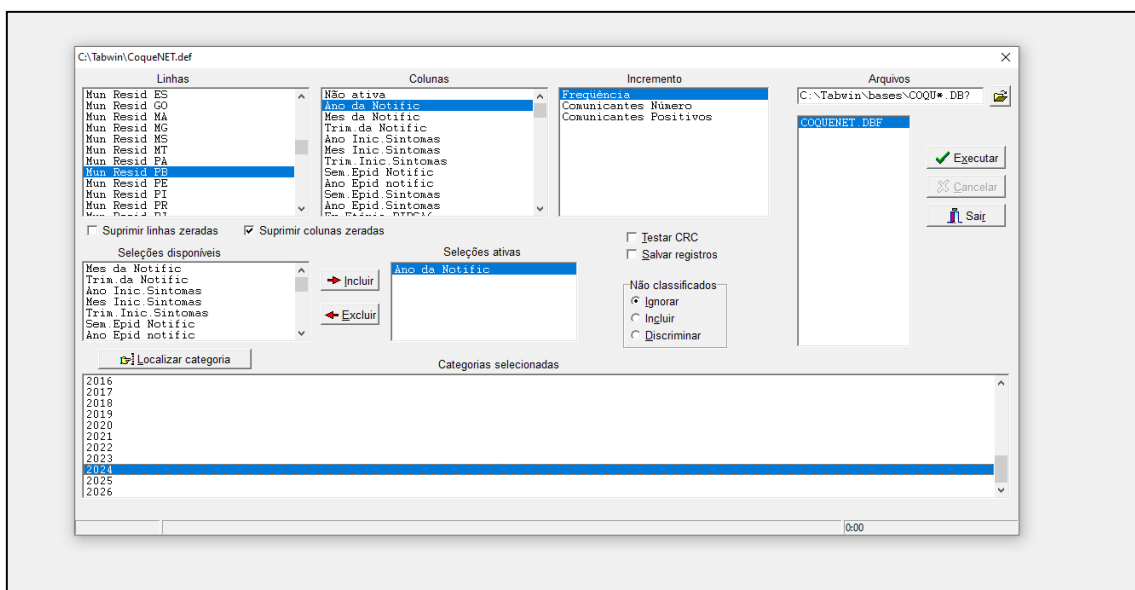 C:\Tabwin\CoqueNET.def
Linhas
Mun Resid ES
Mun Resid GO
Mun Resid MA
Mun Resid MG
Mun Resid MS
Mun Resid MT
Mun Resid PA
Mun Resid PB
Mun Resid PE
Mun Resid PI
Mun Resid PR
Colunas
Não ativa
Ano da Notific
Mes da Notific
Trim.da Notific
Ano Inic.Sintomas
Mes Inic.Sintomas
Trim.Inic.Sintomas
Sem.Epid Notific
Ano Epid notific
Sem.Epid.Sintomas
Ano Epid.Sintomas
Incremento
Freqüência
Comunicantes Número
Comunicantes Positivos
Arquivos
C:\Tabwin\bases\COQU*.DB?
COQUENET.DBF
Executar
Cancelar
Sair
Suprimir linhas zeradas
Suprimir colunas zeradas
Testar CRC
Salvar registros
Seleções disponíveis
Mes da Notific
Trim.da Notific
Ano Inic.Sintomas
Mes Inic.Sintomas
Trim.Inic.Sintomas
Sem.Epid Notific
Ano Epid notific
Incluir
Excluir
Seleções ativas
Ano da Notific
Não classificados
Ignorar
Incluir
Discriminar
Localizar categoria
Categorias selecionadas
2016
2017
2018
2019
2020
2021
2022
2023
2024
2025
2026
0:00